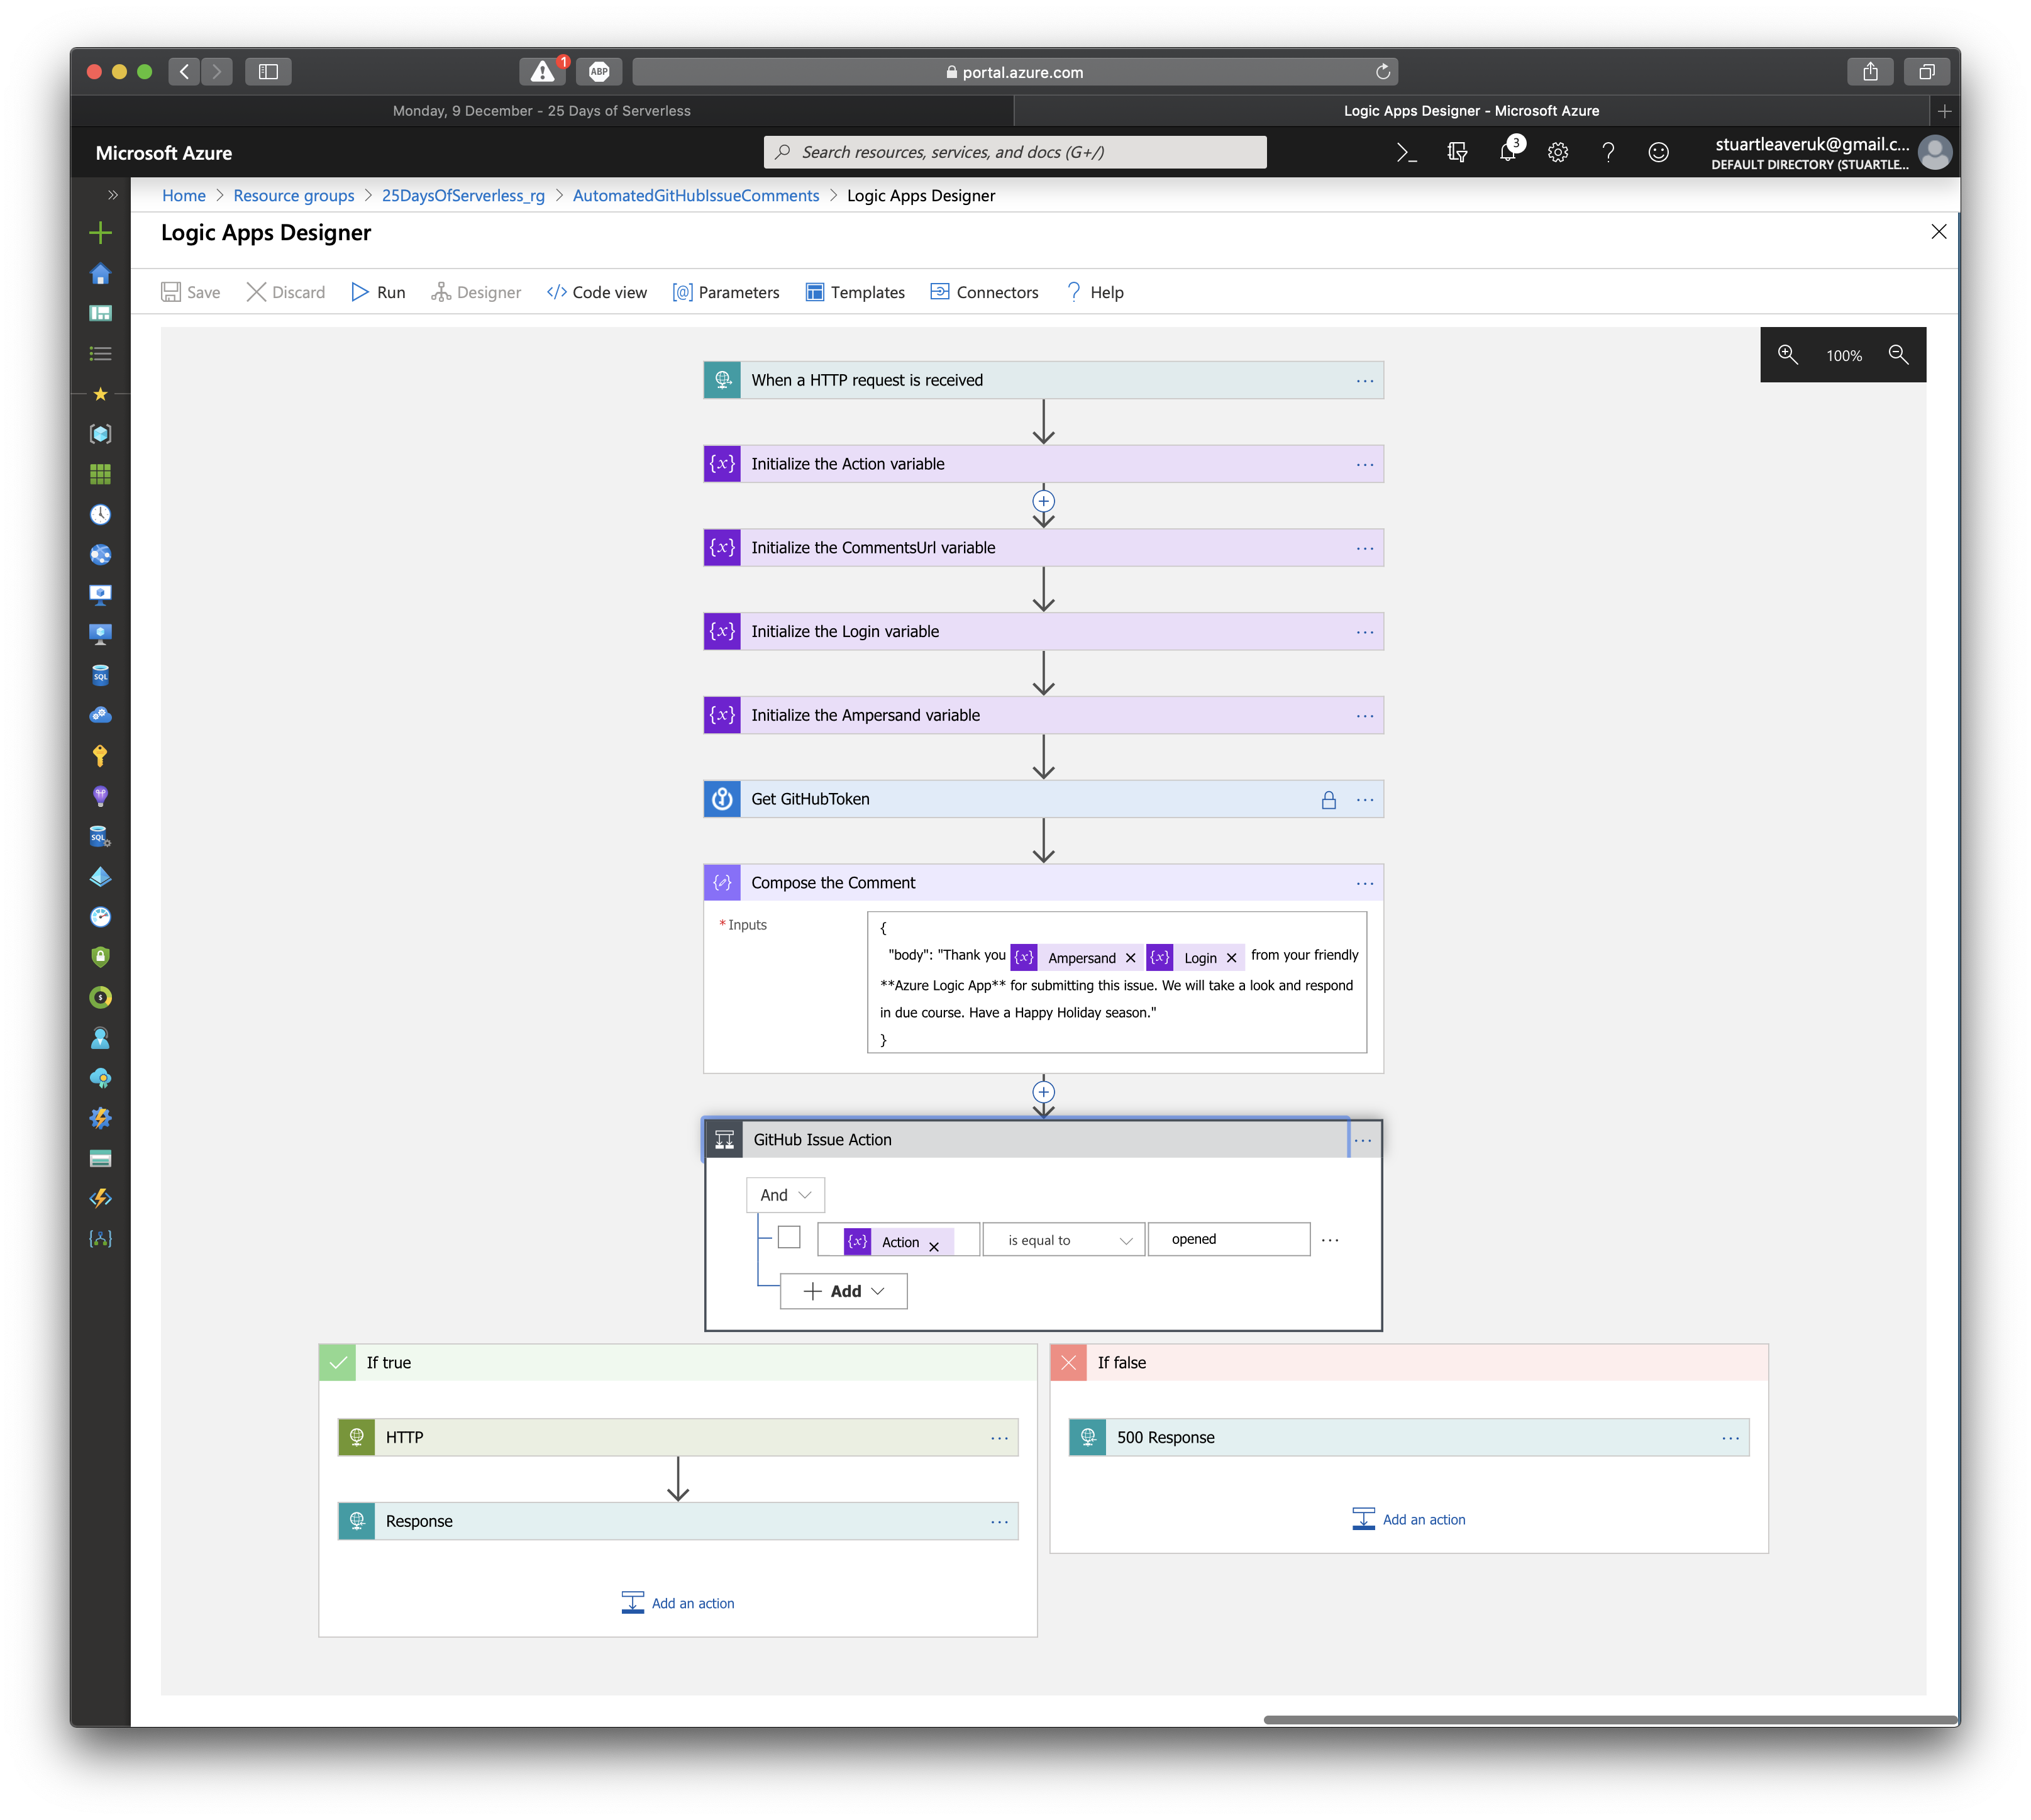 1
ABP
portal.azure.com
Monday, 9 December - 25 Days of Serverless
Logic Apps Designer - Microsoft Azure
Microsoft Azure
Search resources, services, and docs (G+/)
3
stuartleaveruk@gmail.c...
DEFAULT DIRECTORY (STUARTLE...
Home > Resource groups > 25DaysOfServerless_rg > AutomatedGitHubIssueComments > Logic Apps Designer
Logic Apps Designer
Save Discard Run Designer </> Code view [@] Parameters Templates Connectors ? Help
100%
When a HTTP request is received ...
{x} Initialize the Action variable ...
{x} Initialize the CommentsUrl variable ...
{x} Initialize the Login variable ...
{x} Initialize the Ampersand variable ...
Get GitHubToken ...
Compose the Comment ...
* Inputs
{
"body": "Thank you {x} Ampersand × {x} Login × from your friendly
**Azure Logic App** for submitting this issue. We will take a look and respond
in due course. Have a Happy Holiday season."
}
GitHub Issue Action ...
And
{x} Action × is equal to opened ...
+ Add
If true
If false
HTTP ...
500 Response ...
Response ...
Add an action
Add an action
SQL
SQL